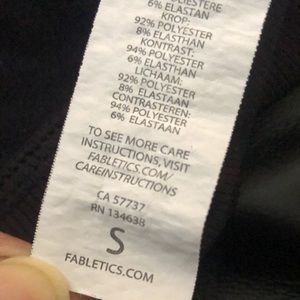 6% ELASTAN
KROP:
92% POLYESTER
8% ELASTHAN
KONTRAST:
94% POLYESTER
6% ELASTHAN
LICHAAM:
92% POLYESTER
8% ELASTAAN
CONTRASTEREN:
94% POLYESTER
6% ELASTAAN
TO SEE MORE CARE
INSTRUCTIONS, VISIT
FABLETICS.COM/
CAREINSTRUCTIONS
CA 57737
RN 134638
S
FABLETICS.COM